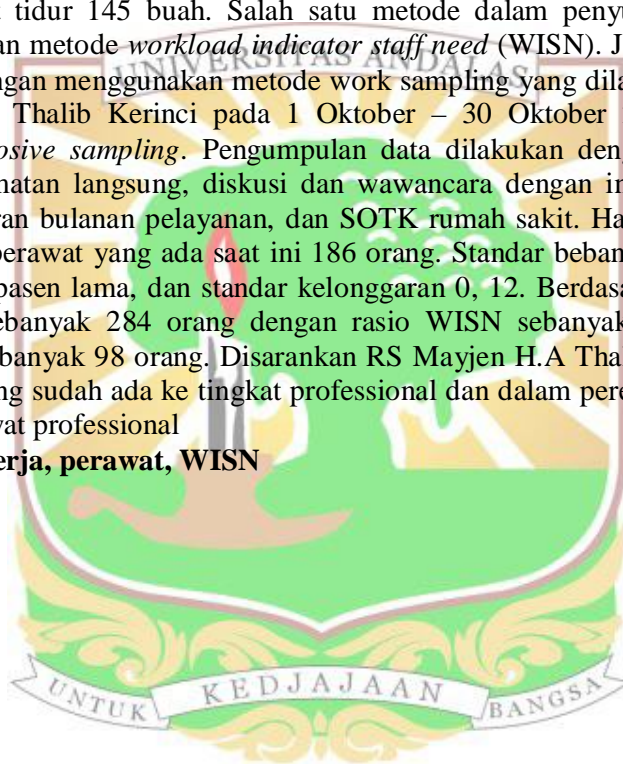 tidur 145 buah. Salah satu metode dalam penyu
an metode workload indicator staff need (WISN). J
ngan menggunakan metode work sampling yang dila
Thalib Kerinci pada 1 Oktober – 30 Oktober
osive sampling. Pengumpulan data dilakukan deng
natan langsung, diskusi dan wawancara dengan in
ran bulanan pelayanan, dan SOTK rumah sakit. Ha
perawat yang ada saat ini 186 orang. Standar beban
pasen lama, dan standar kelonggaran 0, 12. Berdasa
ebanyak 284 orang dengan rasio WISN sebanyak
ebanyak 98 orang. Disarankan RS Mayjen H.A Tha
ng sudah ada ke tingkat professional dan dalam pere
vat professional
erja, perawat, WISN
UNIVERSITAS ANDALAS
UNTUK KEDJAJAAN BANGSA